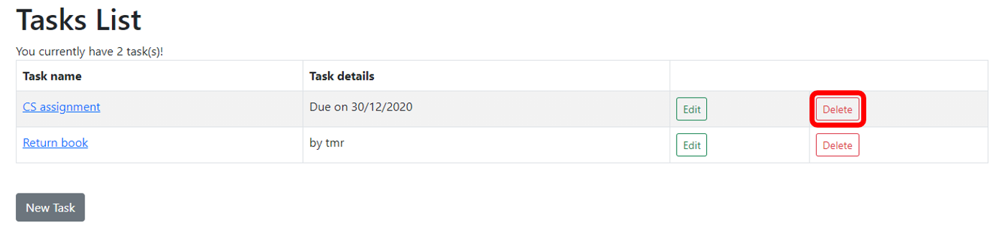 Tasks List
You currently have 2 task(s)!
Task name Task details
CS assignment Due on 30/12/2020 Edit Delete
Return book by tmr Edit Delete
New Task